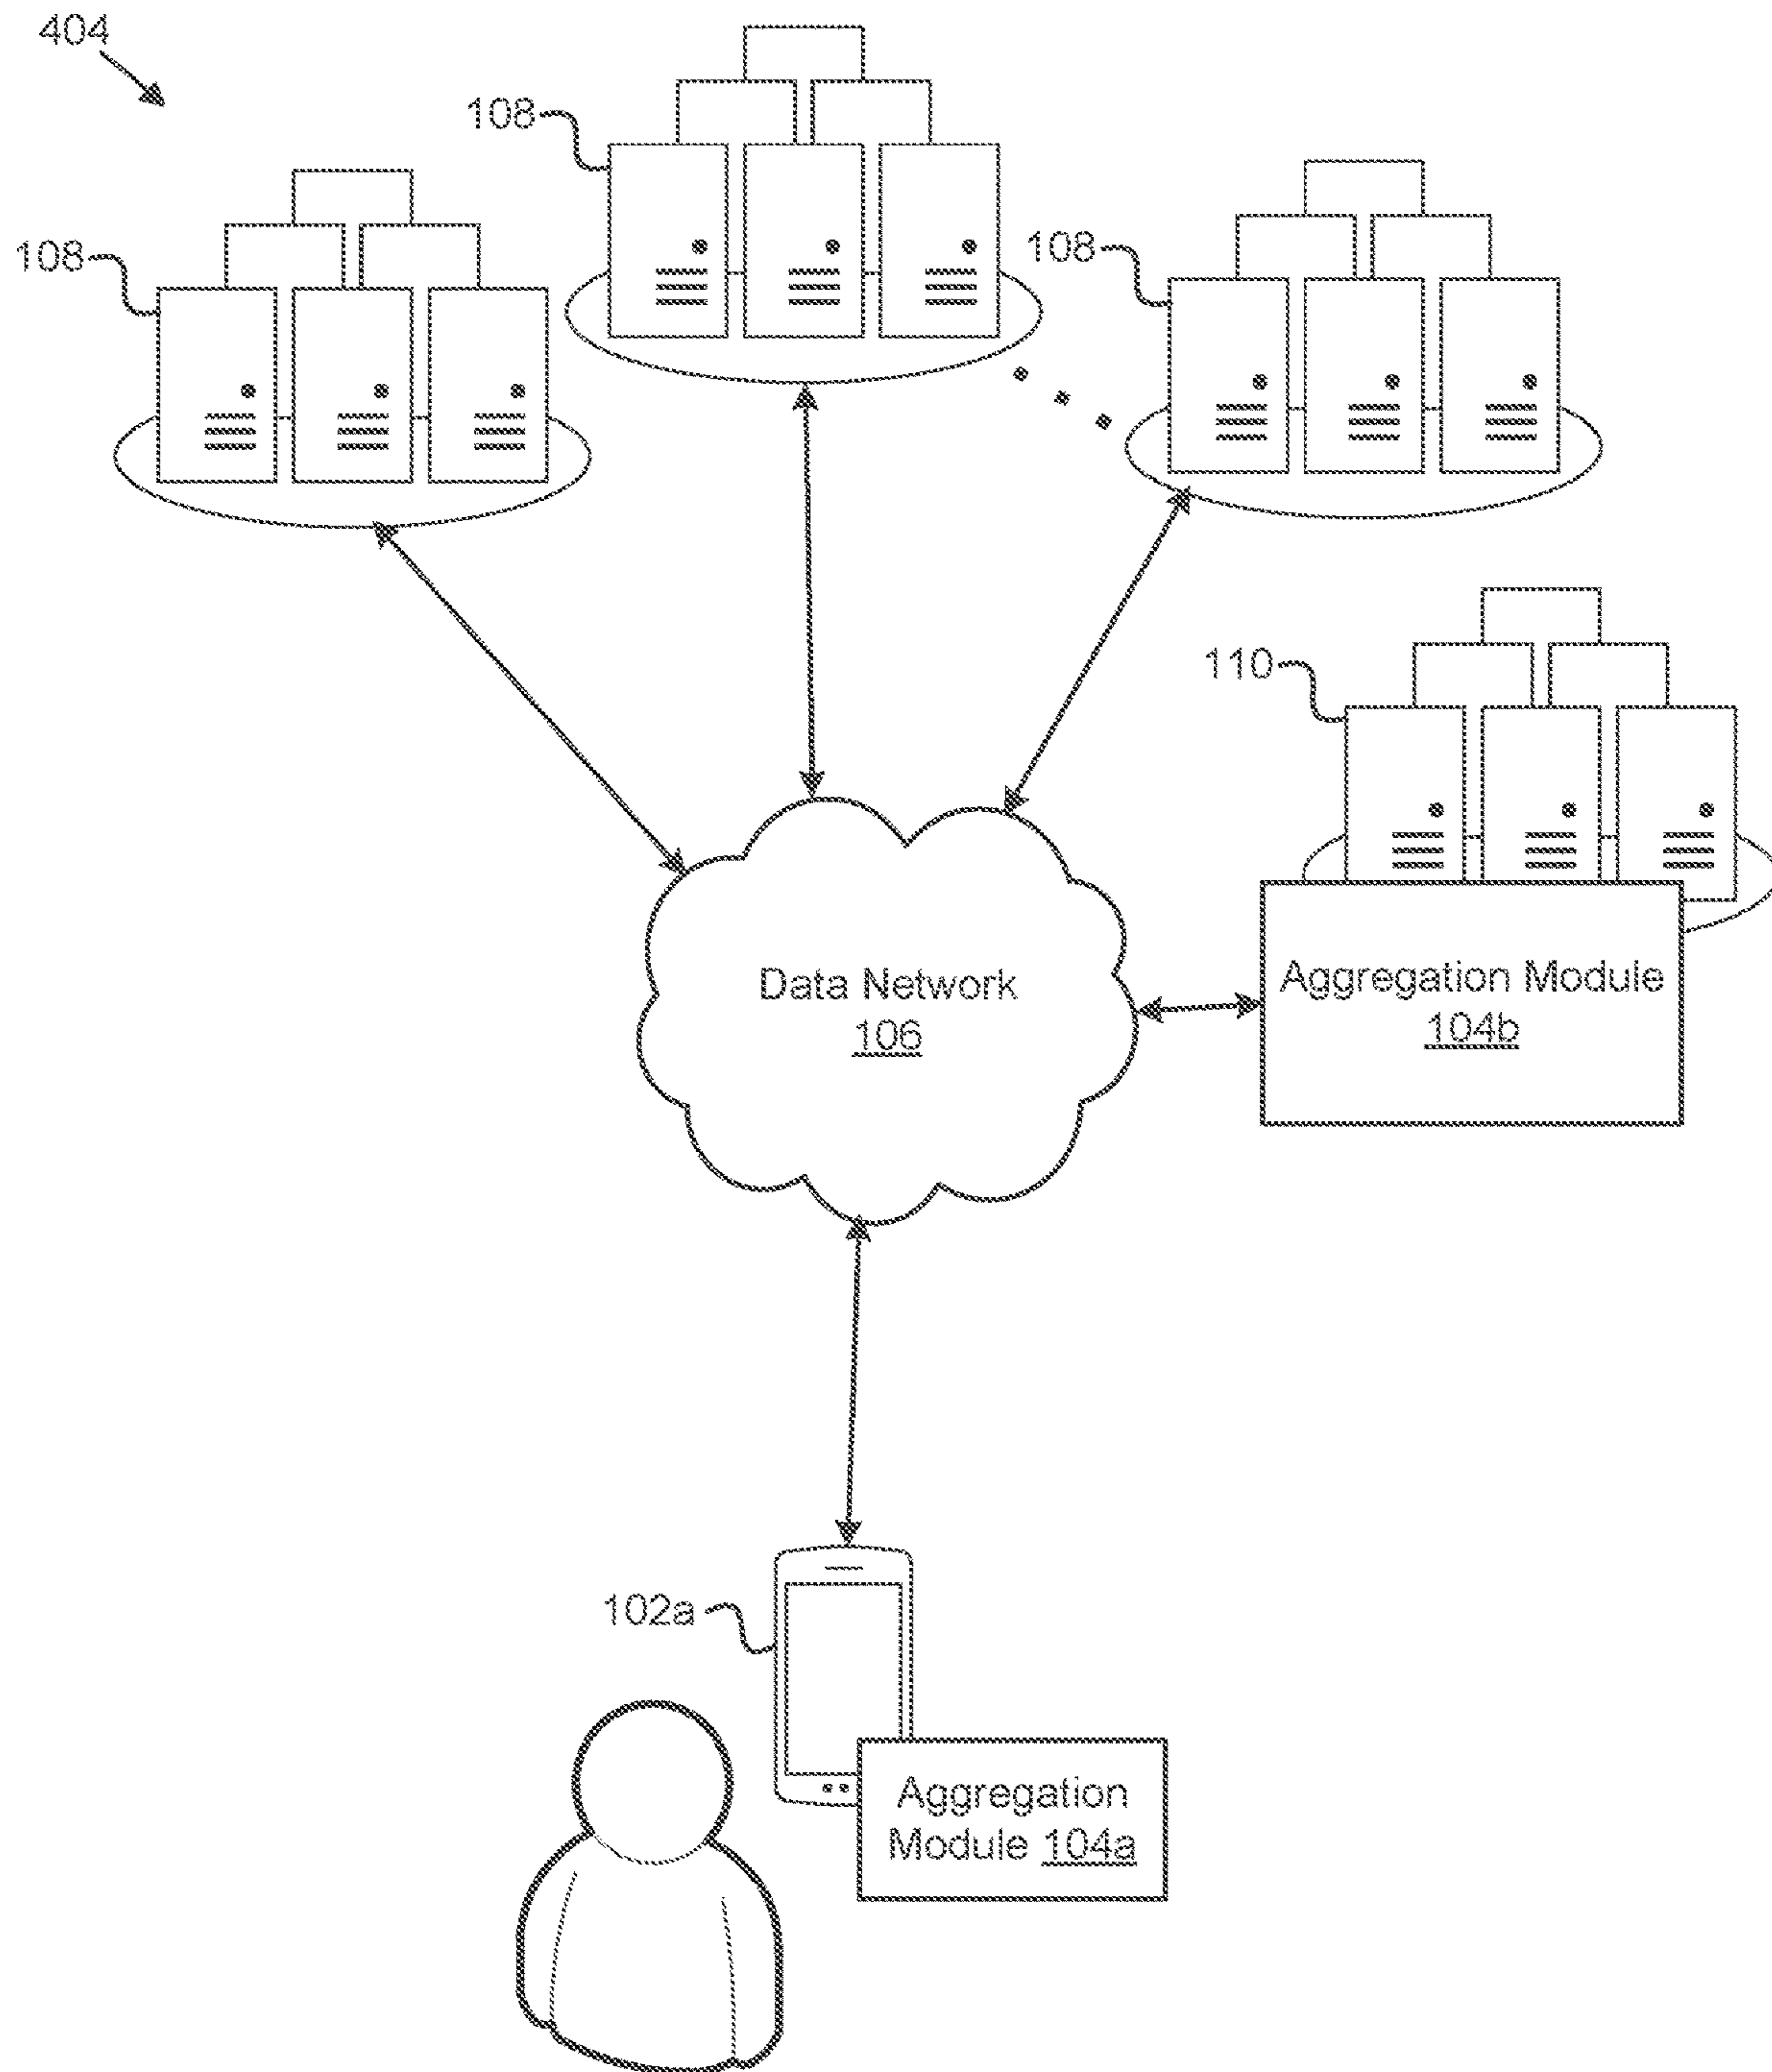 404
108
108
108
110
Data Network
106
Aggregation Module
104b
102a
Aggregation
Module 104a